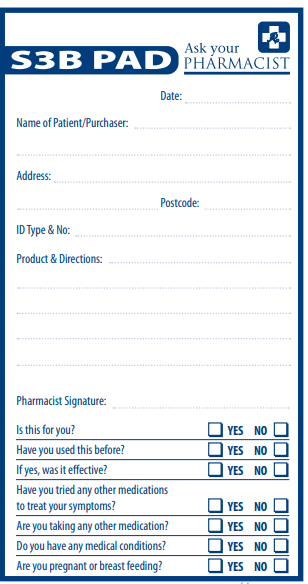 S3B PAD
Ask your
PHARMACIST
Date:
Name of Patient/Purchaser:
Address:
Postcode:
ID Type & No:
Product & Directions:
Pharmacist Signature:
Is this for you? YES NO
Have you used this before? YES NO
If yes, was it effective? YES NO
Have you tried any other medications
to treat your symptoms? YES NO
Are you taking any other medication? YES NO
Do you have any medical conditions? YES NO
Are you pregnant or breast feeding? YES NO